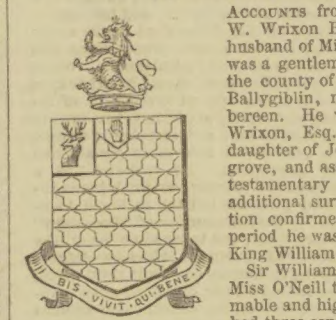 BIS · VIVIT · QUI · BENE ·
ACCOUNTS fro
W. Wrixon B
husband of Mi
was a gentlem
the county of
Ballygiblin, n
bereen. He
Wrixon, Esq.
daughter of J
grove, and as
testamentary
additional sur
tion confirme
period he was
King William
Sir William
Miss O'Neill t
mable and hig